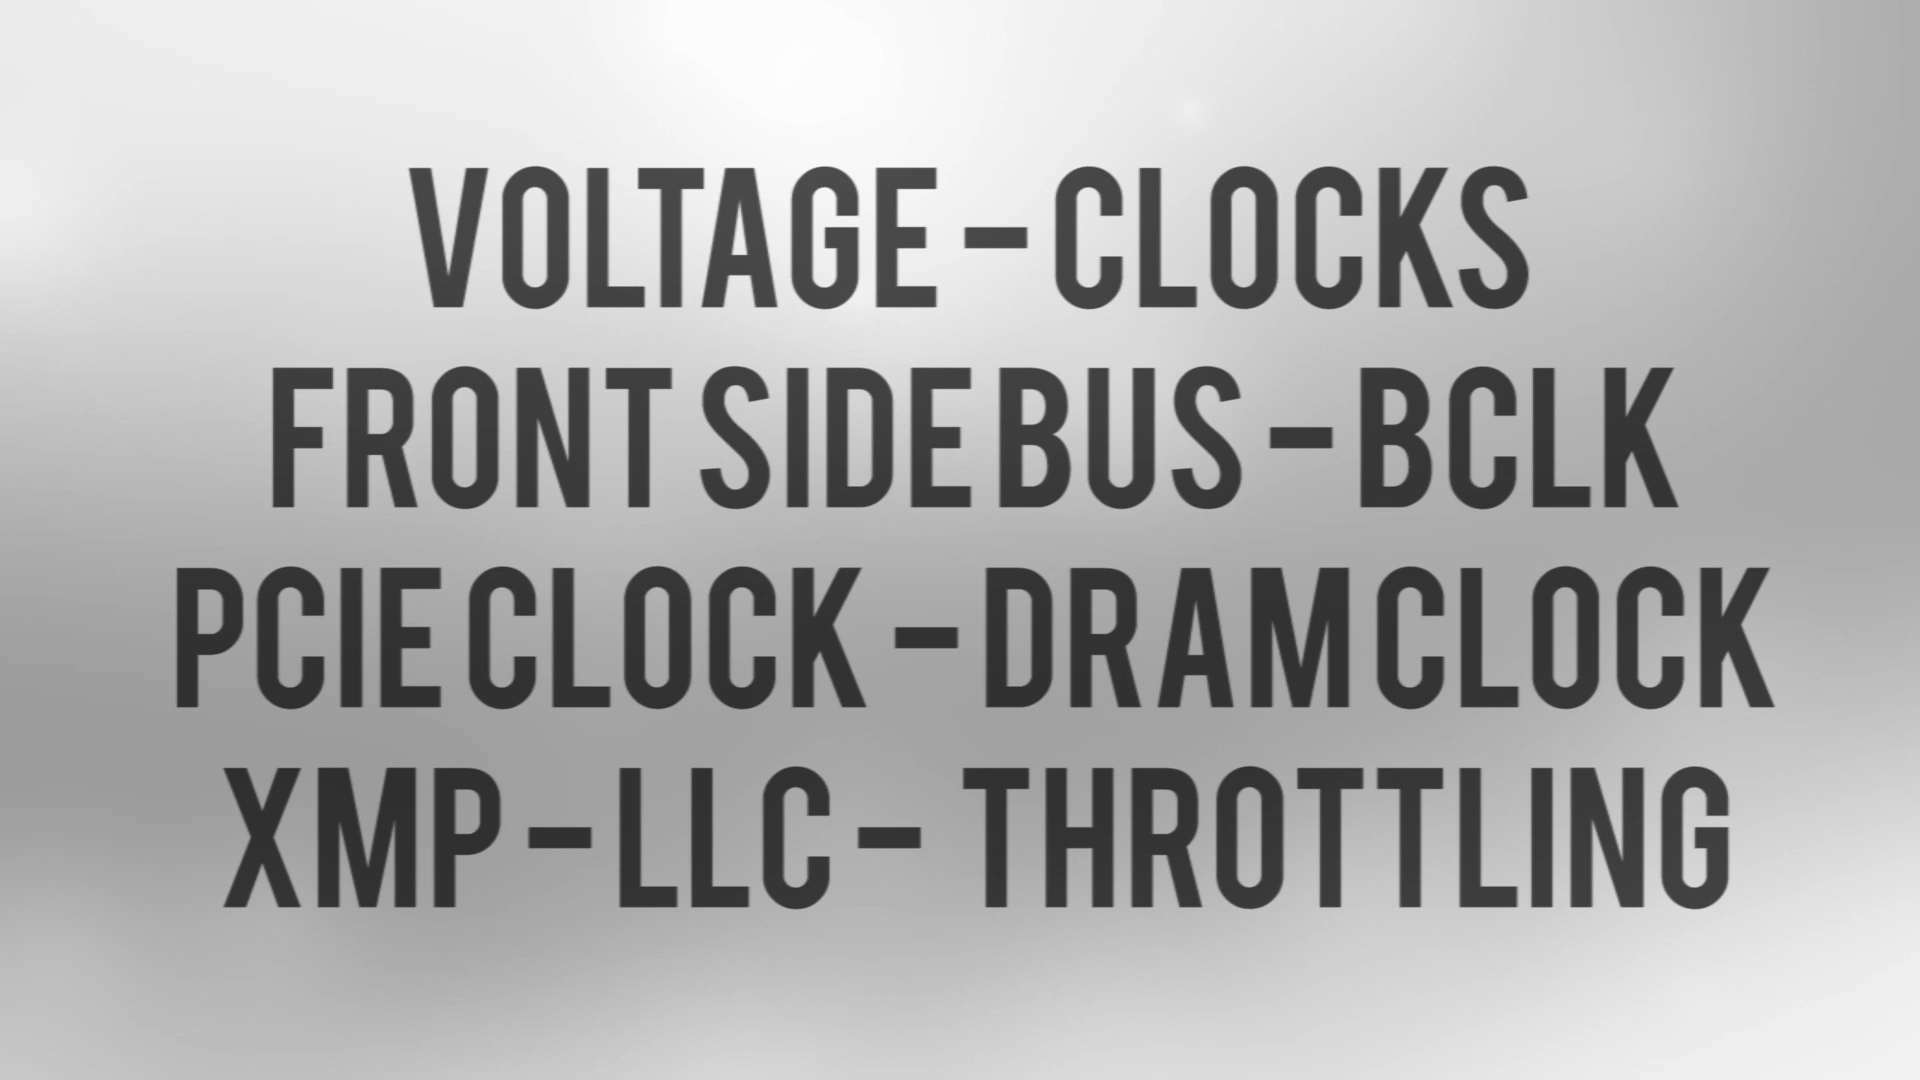 VOLTAGE - CLOCKS
FRONT SIDE BUS - BCLK
PCIE CLOCK - DRAM CLOCK
XMP - LLC - THROTTLING